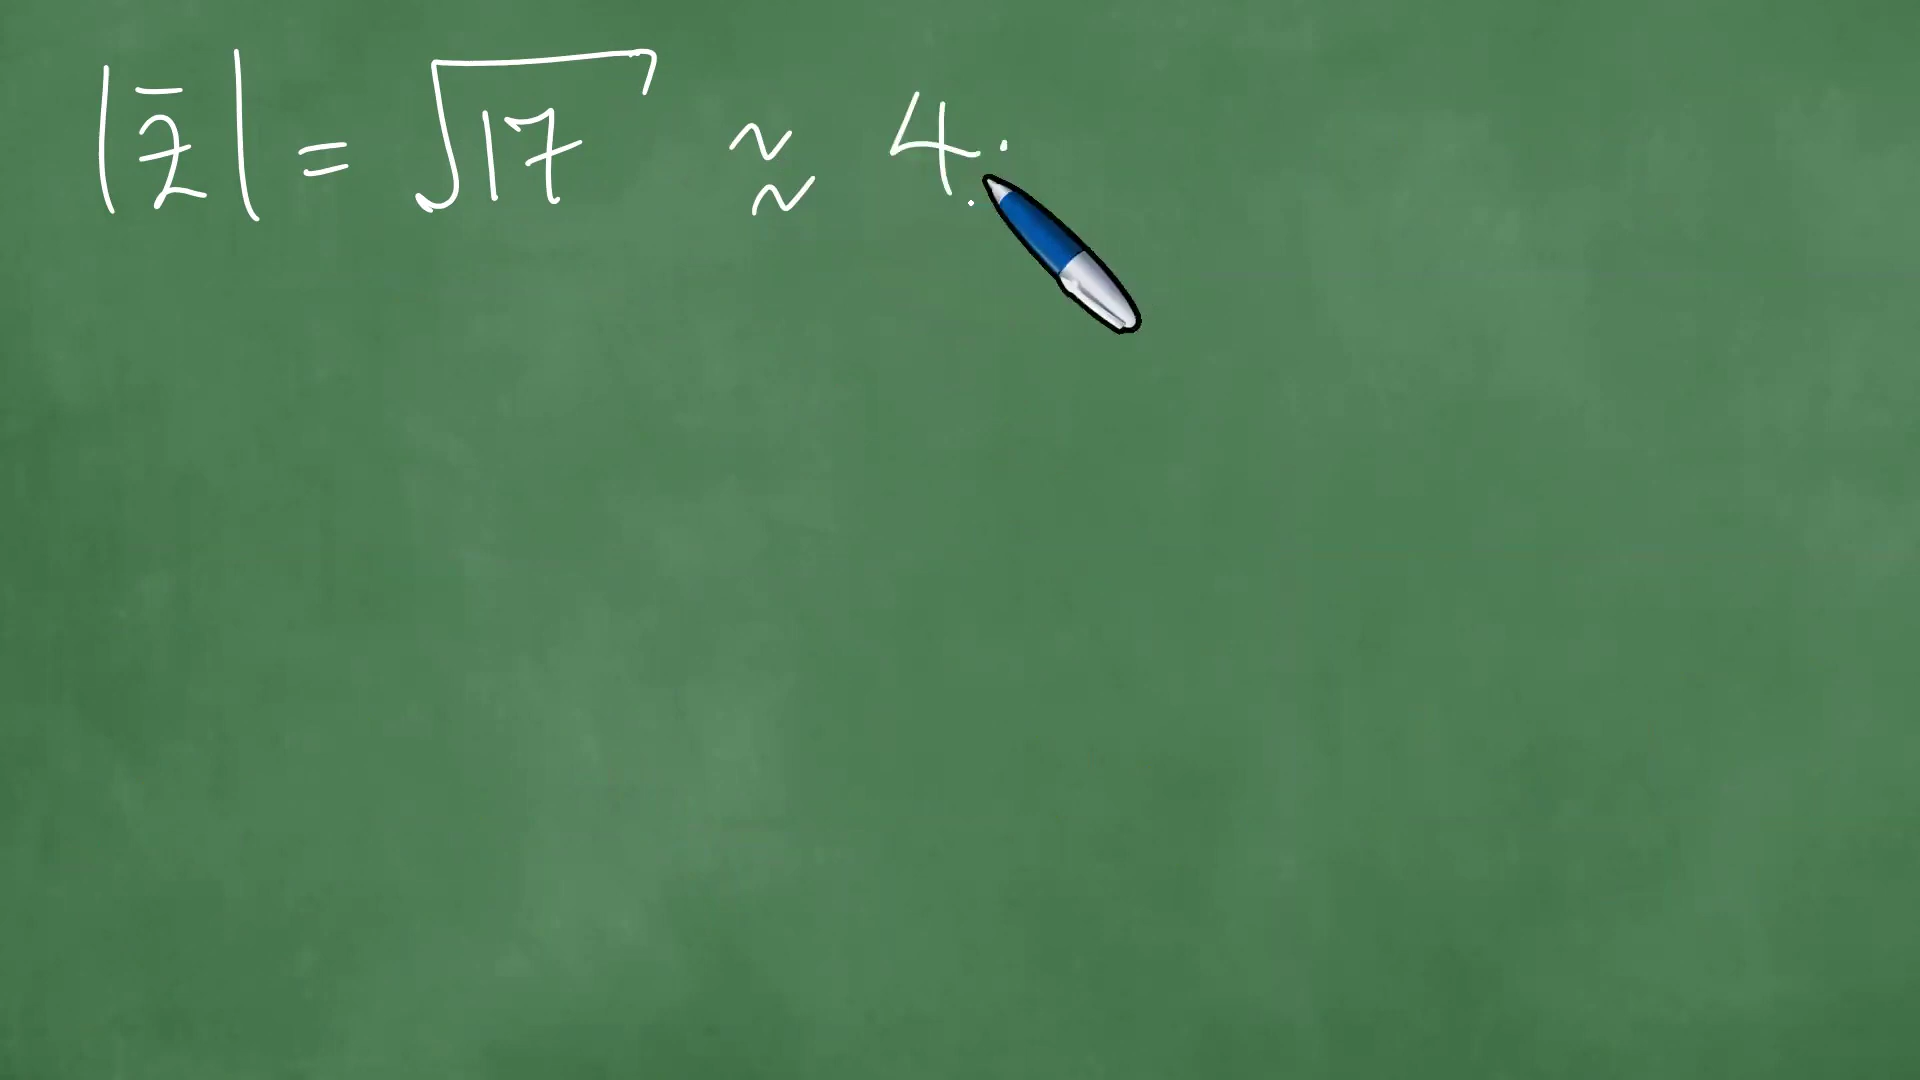 |z̅| = √17 ≈ 4.